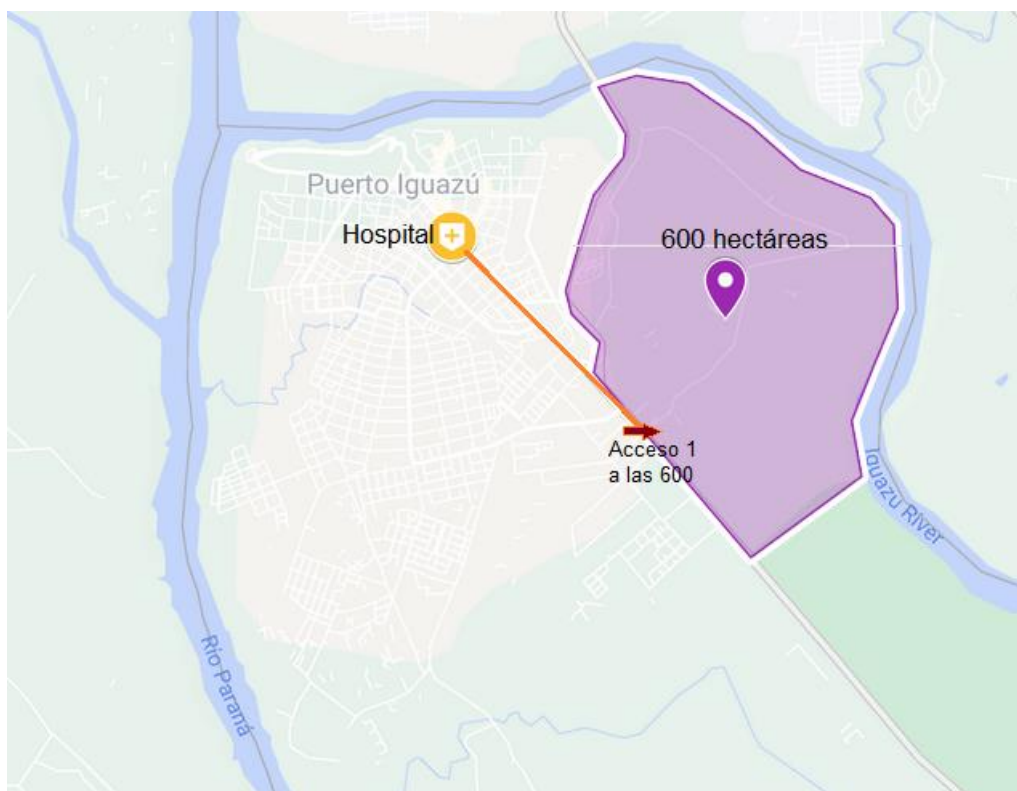 Puerto Iguazú
Hospital
600 hectáreas
Acceso 1
a las 600
Iguazu River
Río Paraná